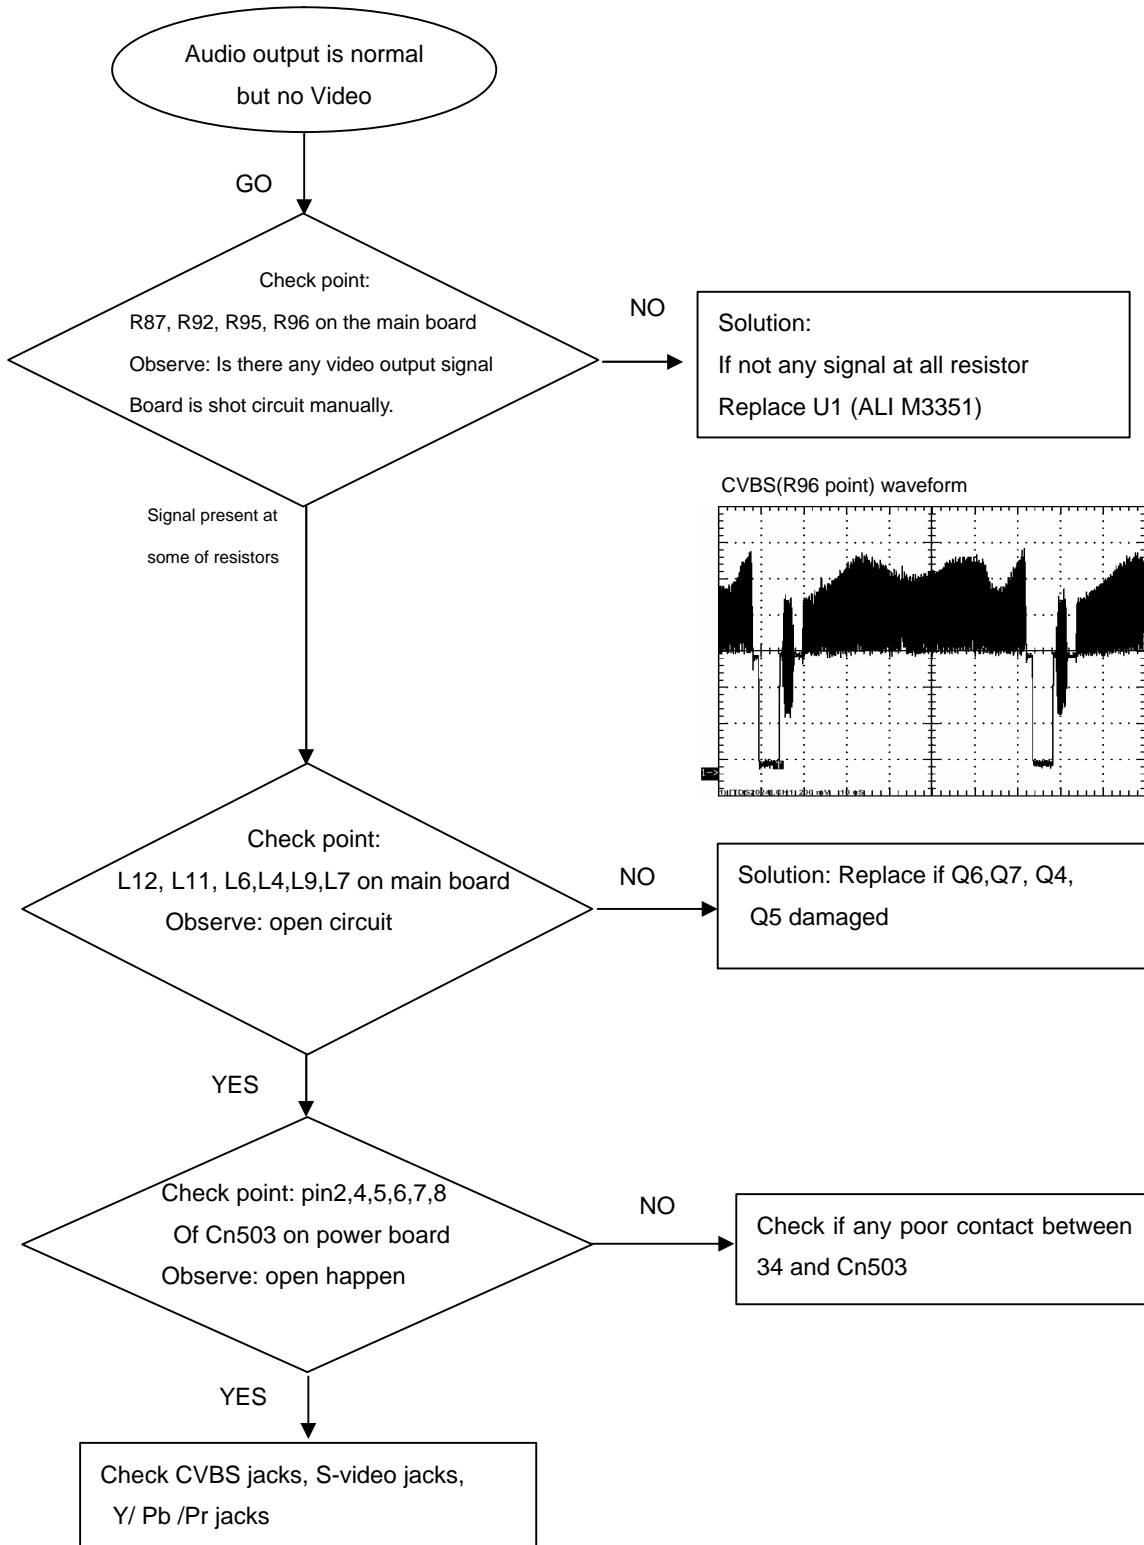 Audio output is normal
but no Video
GO
Check point:
R87, R92, R95, R96 on the main board
Observe: Is there any video output signal
Board is shot circuit manually.
NO
Solution:
If not any signal at all resistor
Replace U1 (ALI M3351)
CVBS(R96 point) waveform
Signal present at
some of resistors
Check point:
L12, L11, L6,L4,L9,L7 on main board
Observe: open circuit
NO
Solution: Replace if Q6,Q7, Q4,
Q5 damaged
YES
Check point: pin2,4,5,6,7,8
Of Cn503 on power board
Observe: open happen
NO
Check if any poor contact between
34 and Cn503
YES
Check CVBS jacks, S-video jacks,
Y/ Pb /Pr jacks